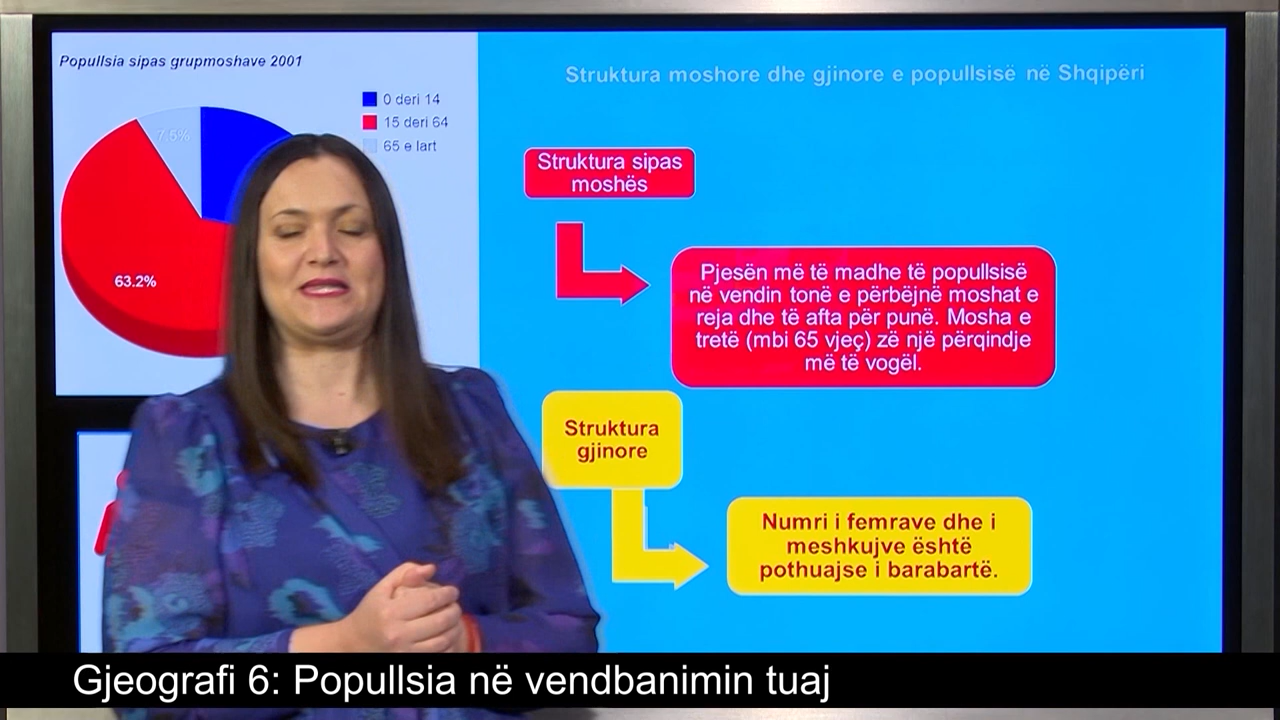 Popullsia sipas grupmoshave 2001
0 deri 14
15 deri 64
65 e lart
7,5%
63.2%
Struktura moshore dhe gjinore e popullsisë në Shqipëri
Struktura sipas
moshës
Pjesën më të madhe të popullsisë
në vendin tonë e përbëjnë moshat e
reja dhe të afta për punë. Mosha e
tretë (mbi 65 vjeç) zë një përqindje
më të vogël.
Struktura
gjinore
Numri i femrave dhe i
meshkujve është
pothuajse i barabartë.
Gjeografi 6: Popullsia në vendbanimin tuaj